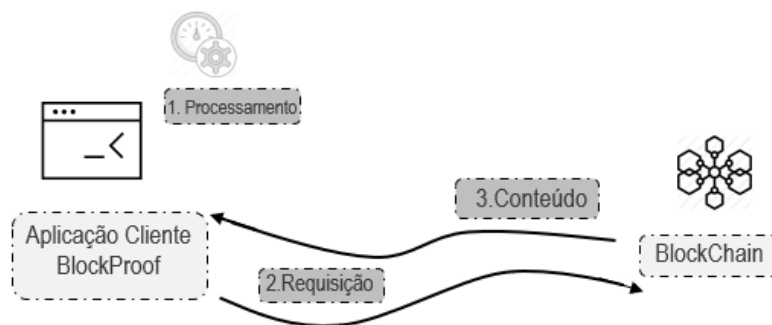 1. Processamento
3.Conteúdo
Aplicação Cliente
BlockProof
BlockChain
2.Requisição